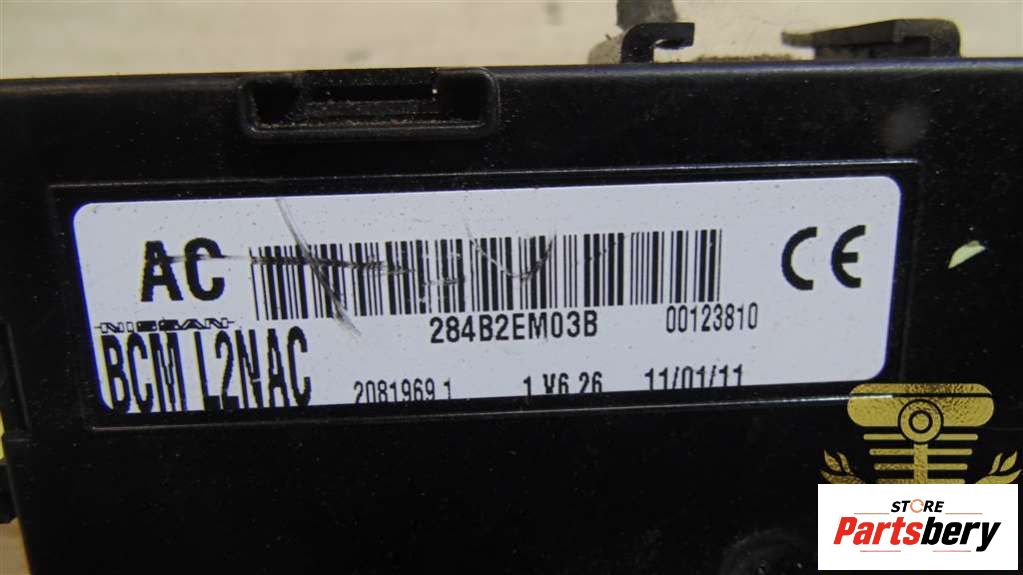 AC
CE
NISSAN
284B2EM03B 00123810
BCM L2NAC
2081969 1 1 V6.26 11/01/11
STORE
Partsbery